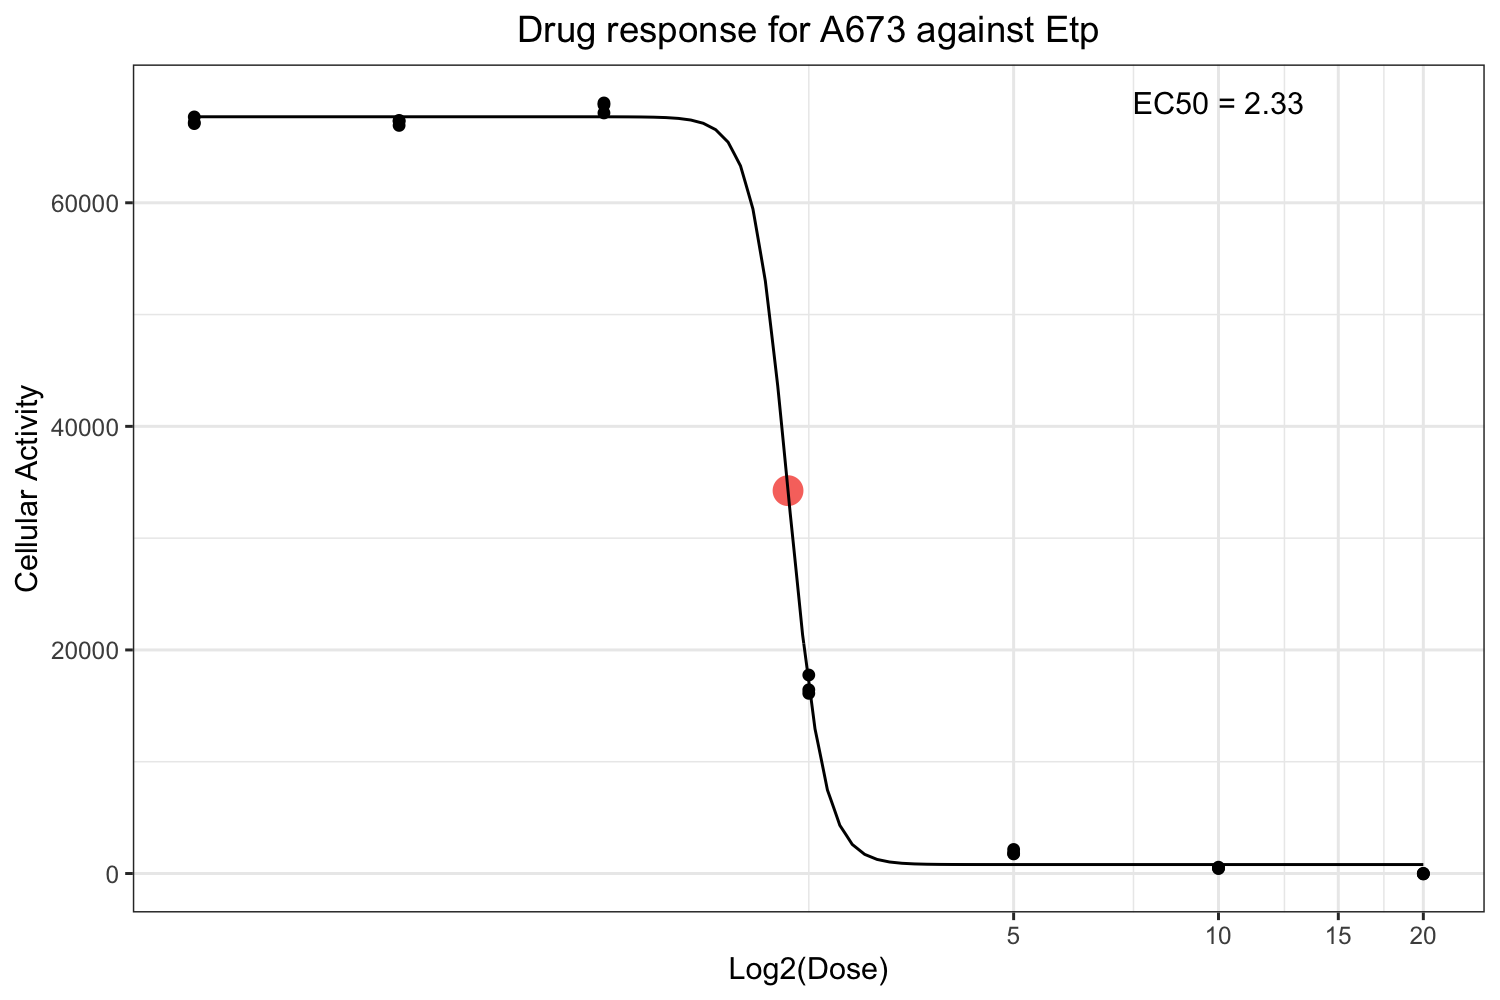 Drug response for A673 against Etp
EC50 = 2.33
60000
40000
20000
0
Cellular Activity
5 10 15 20
Log2(Dose)